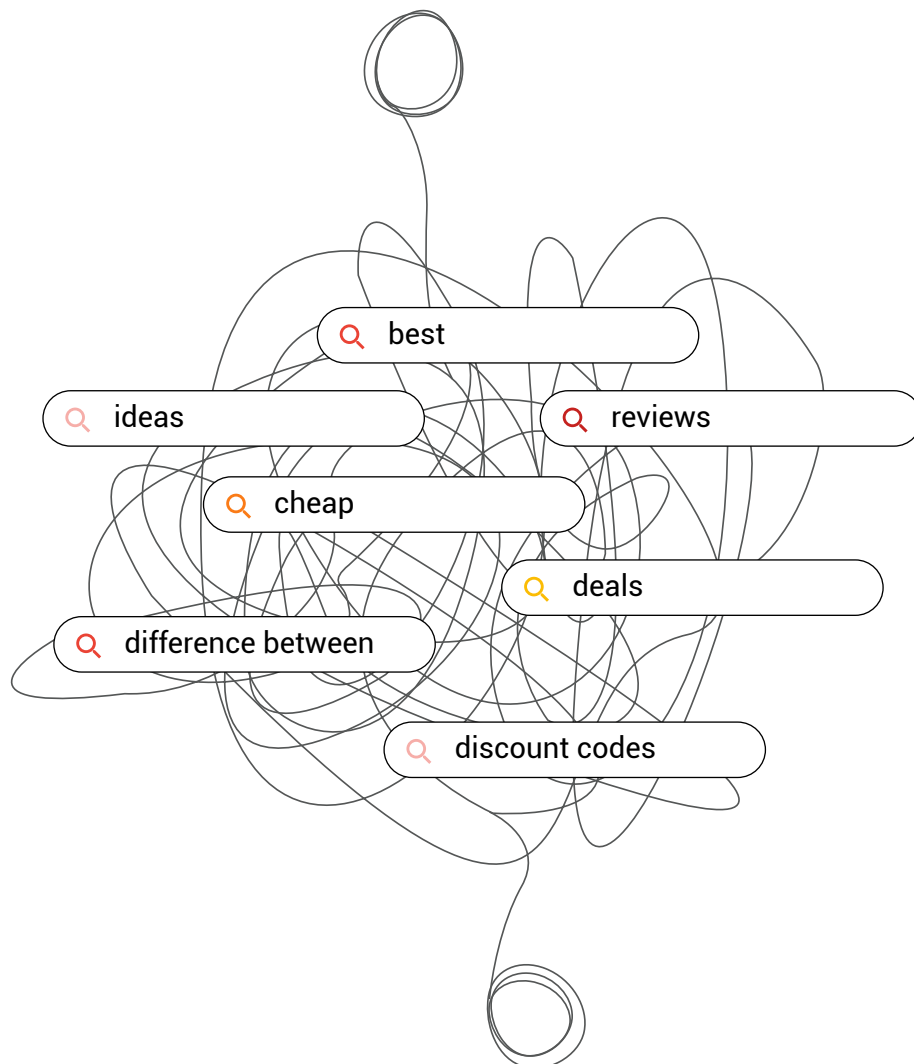 best
ideas
reviews
cheap
deals
difference between
discount codes